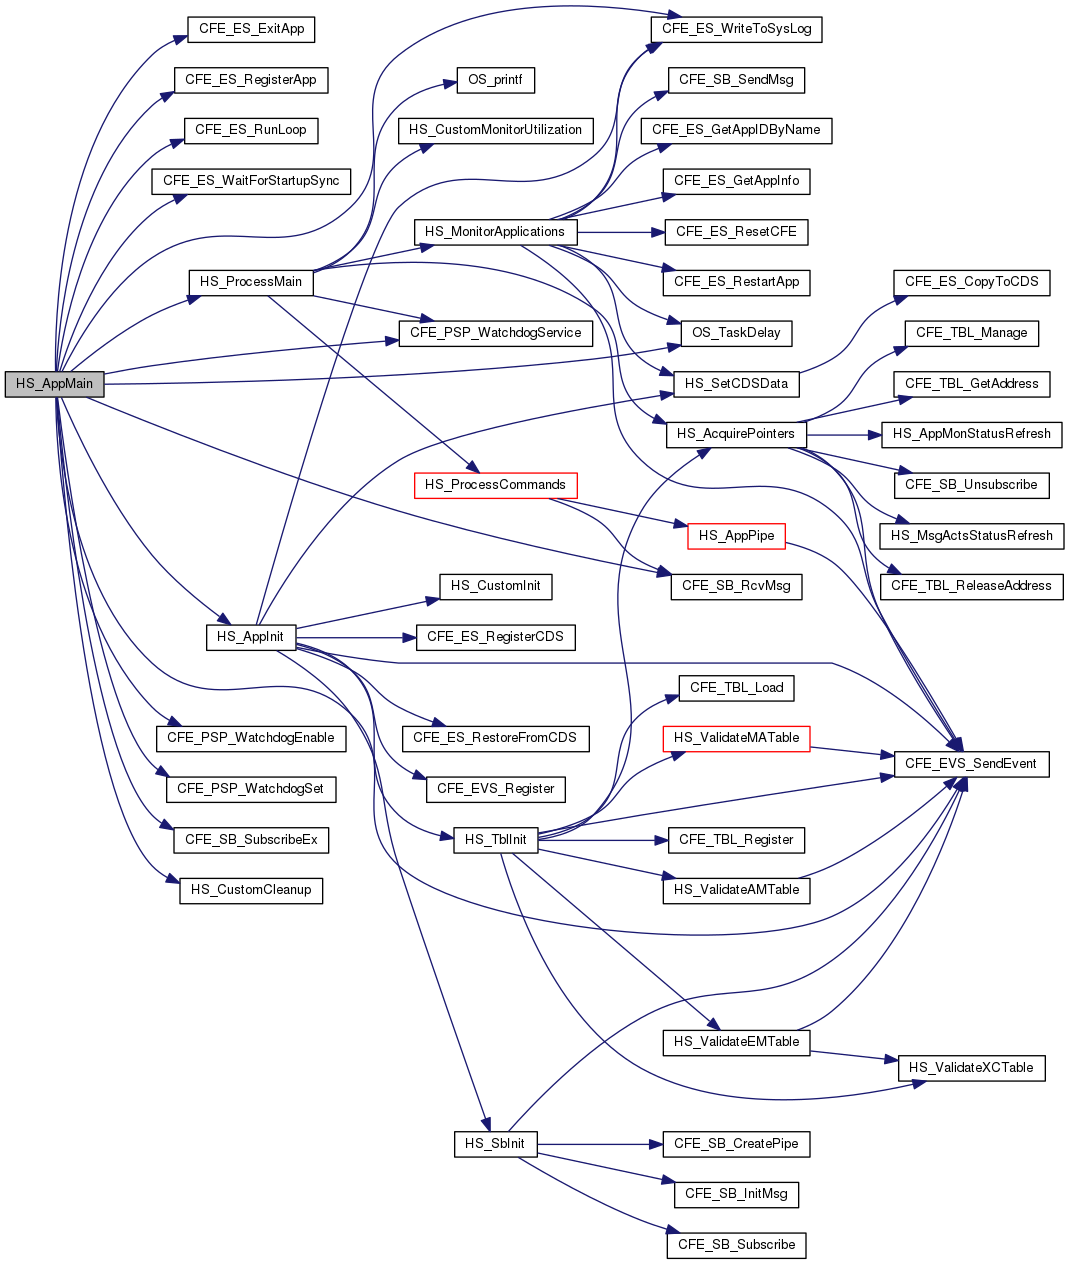 CFE_ES_ExitApp
CFE_ES_WriteToSysLog
CFE_ES_RegisterApp
OS_printf
CFE_SB_SendMsg
CFE_ES_RunLoop
HS_CustomMonitorUtilization
CFE_ES_GetAppIDByName
CFE_ES_WaitForStartupSync
CFE_ES_GetAppInfo
HS_MonitorApplications
CFE_ES_ResetCFE
HS_ProcessMain
CFE_ES_RestartApp
CFE_ES_CopyToCDS
CFE_PSP_WatchdogService
OS_TaskDelay
CFE_TBL_Manage
HS_AppMain
HS_SetCDSData
CFE_TBL_GetAddress
HS_AcquirePointers
HS_AppMonStatusRefresh
HS_ProcessCommands
CFE_SB_Unsubscribe
HS_AppPipe
HS_MsgActsStatusRefresh
HS_CustomInit
CFE_SB_RcvMsg
CFE_TBL_ReleaseAddress
HS_AppInit
CFE_ES_RegisterCDS
CFE_TBL_Load
CFE_PSP_WatchdogEnable
CFE_ES_RestoreFromCDS
HS_ValidateMATable
CFE_EVS_SendEvent
CFE_PSP_WatchdogSet
CFE_EVS_Register
CFE_SB_SubscribeEx
HS_TblInit
CFE_TBL_Register
HS_CustomCleanup
HS_ValidateAMTable
HS_ValidateEMTable
HS_ValidateXCTable
HS_SbInit
CFE_SB_CreatePipe
CFE_SB_InitMsg
CFE_SB_Subscribe